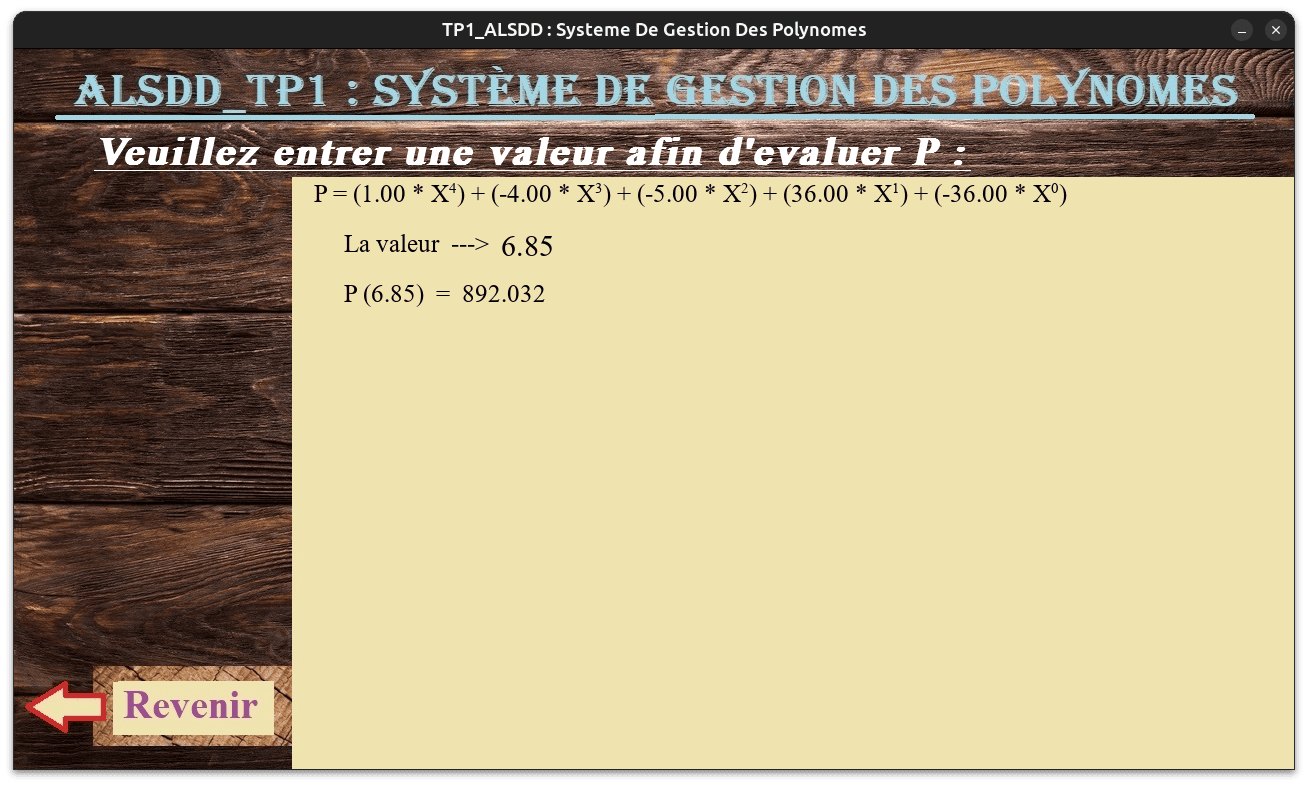 TP1_ALSDD : Systeme De Gestion Des Polynomes
ALSDD_TP1 : SYSTÈME DE GESTION DES POLYNOMES
Veuillez entrer une valeur afin d'evaluer P :
P = (1.00 * X⁴) + (-4.00 * X³) + (-5.00 * X²) + (36.00 * X¹) + (-36.00 * X⁰)
La valeur ---> 6.85
P (6.85) = 892.032
Revenir